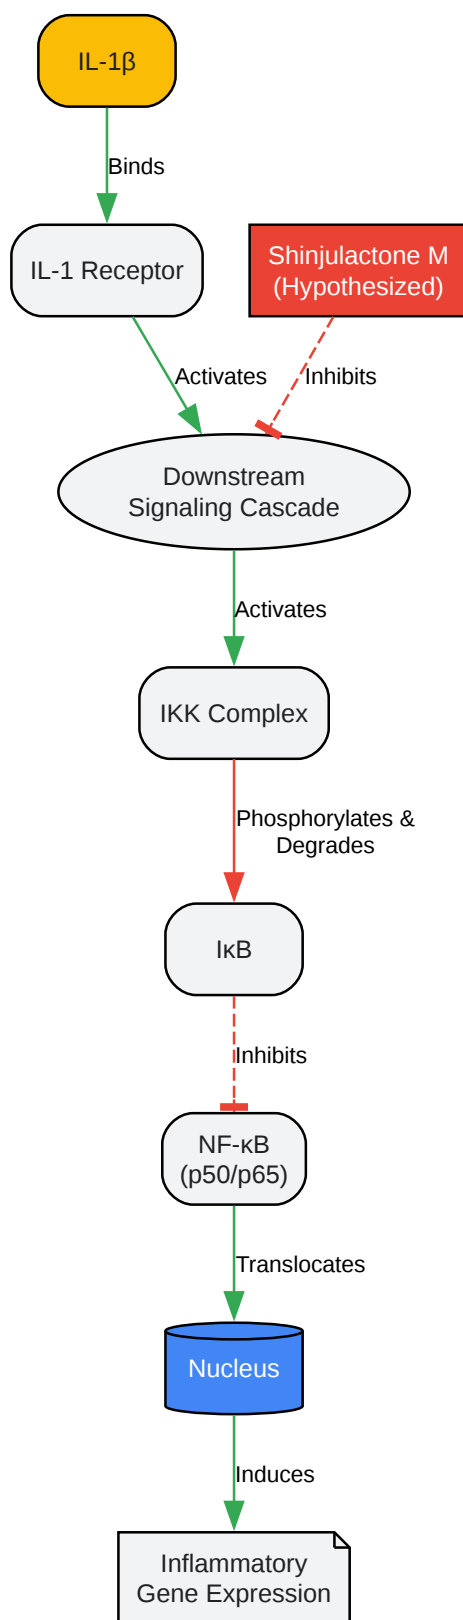 IL-1β
Binds
IL-1 Receptor
Shinjulactone M
(Hypothesized)
Activates
Inhibits
Downstream
Signaling Cascade
Activates
IKK Complex
Phosphorylates &
Degrades
IκB
Inhibits
NF-κB
(p50/p65)
Translocates
Nucleus
Induces
Inflammatory
Gene Expression